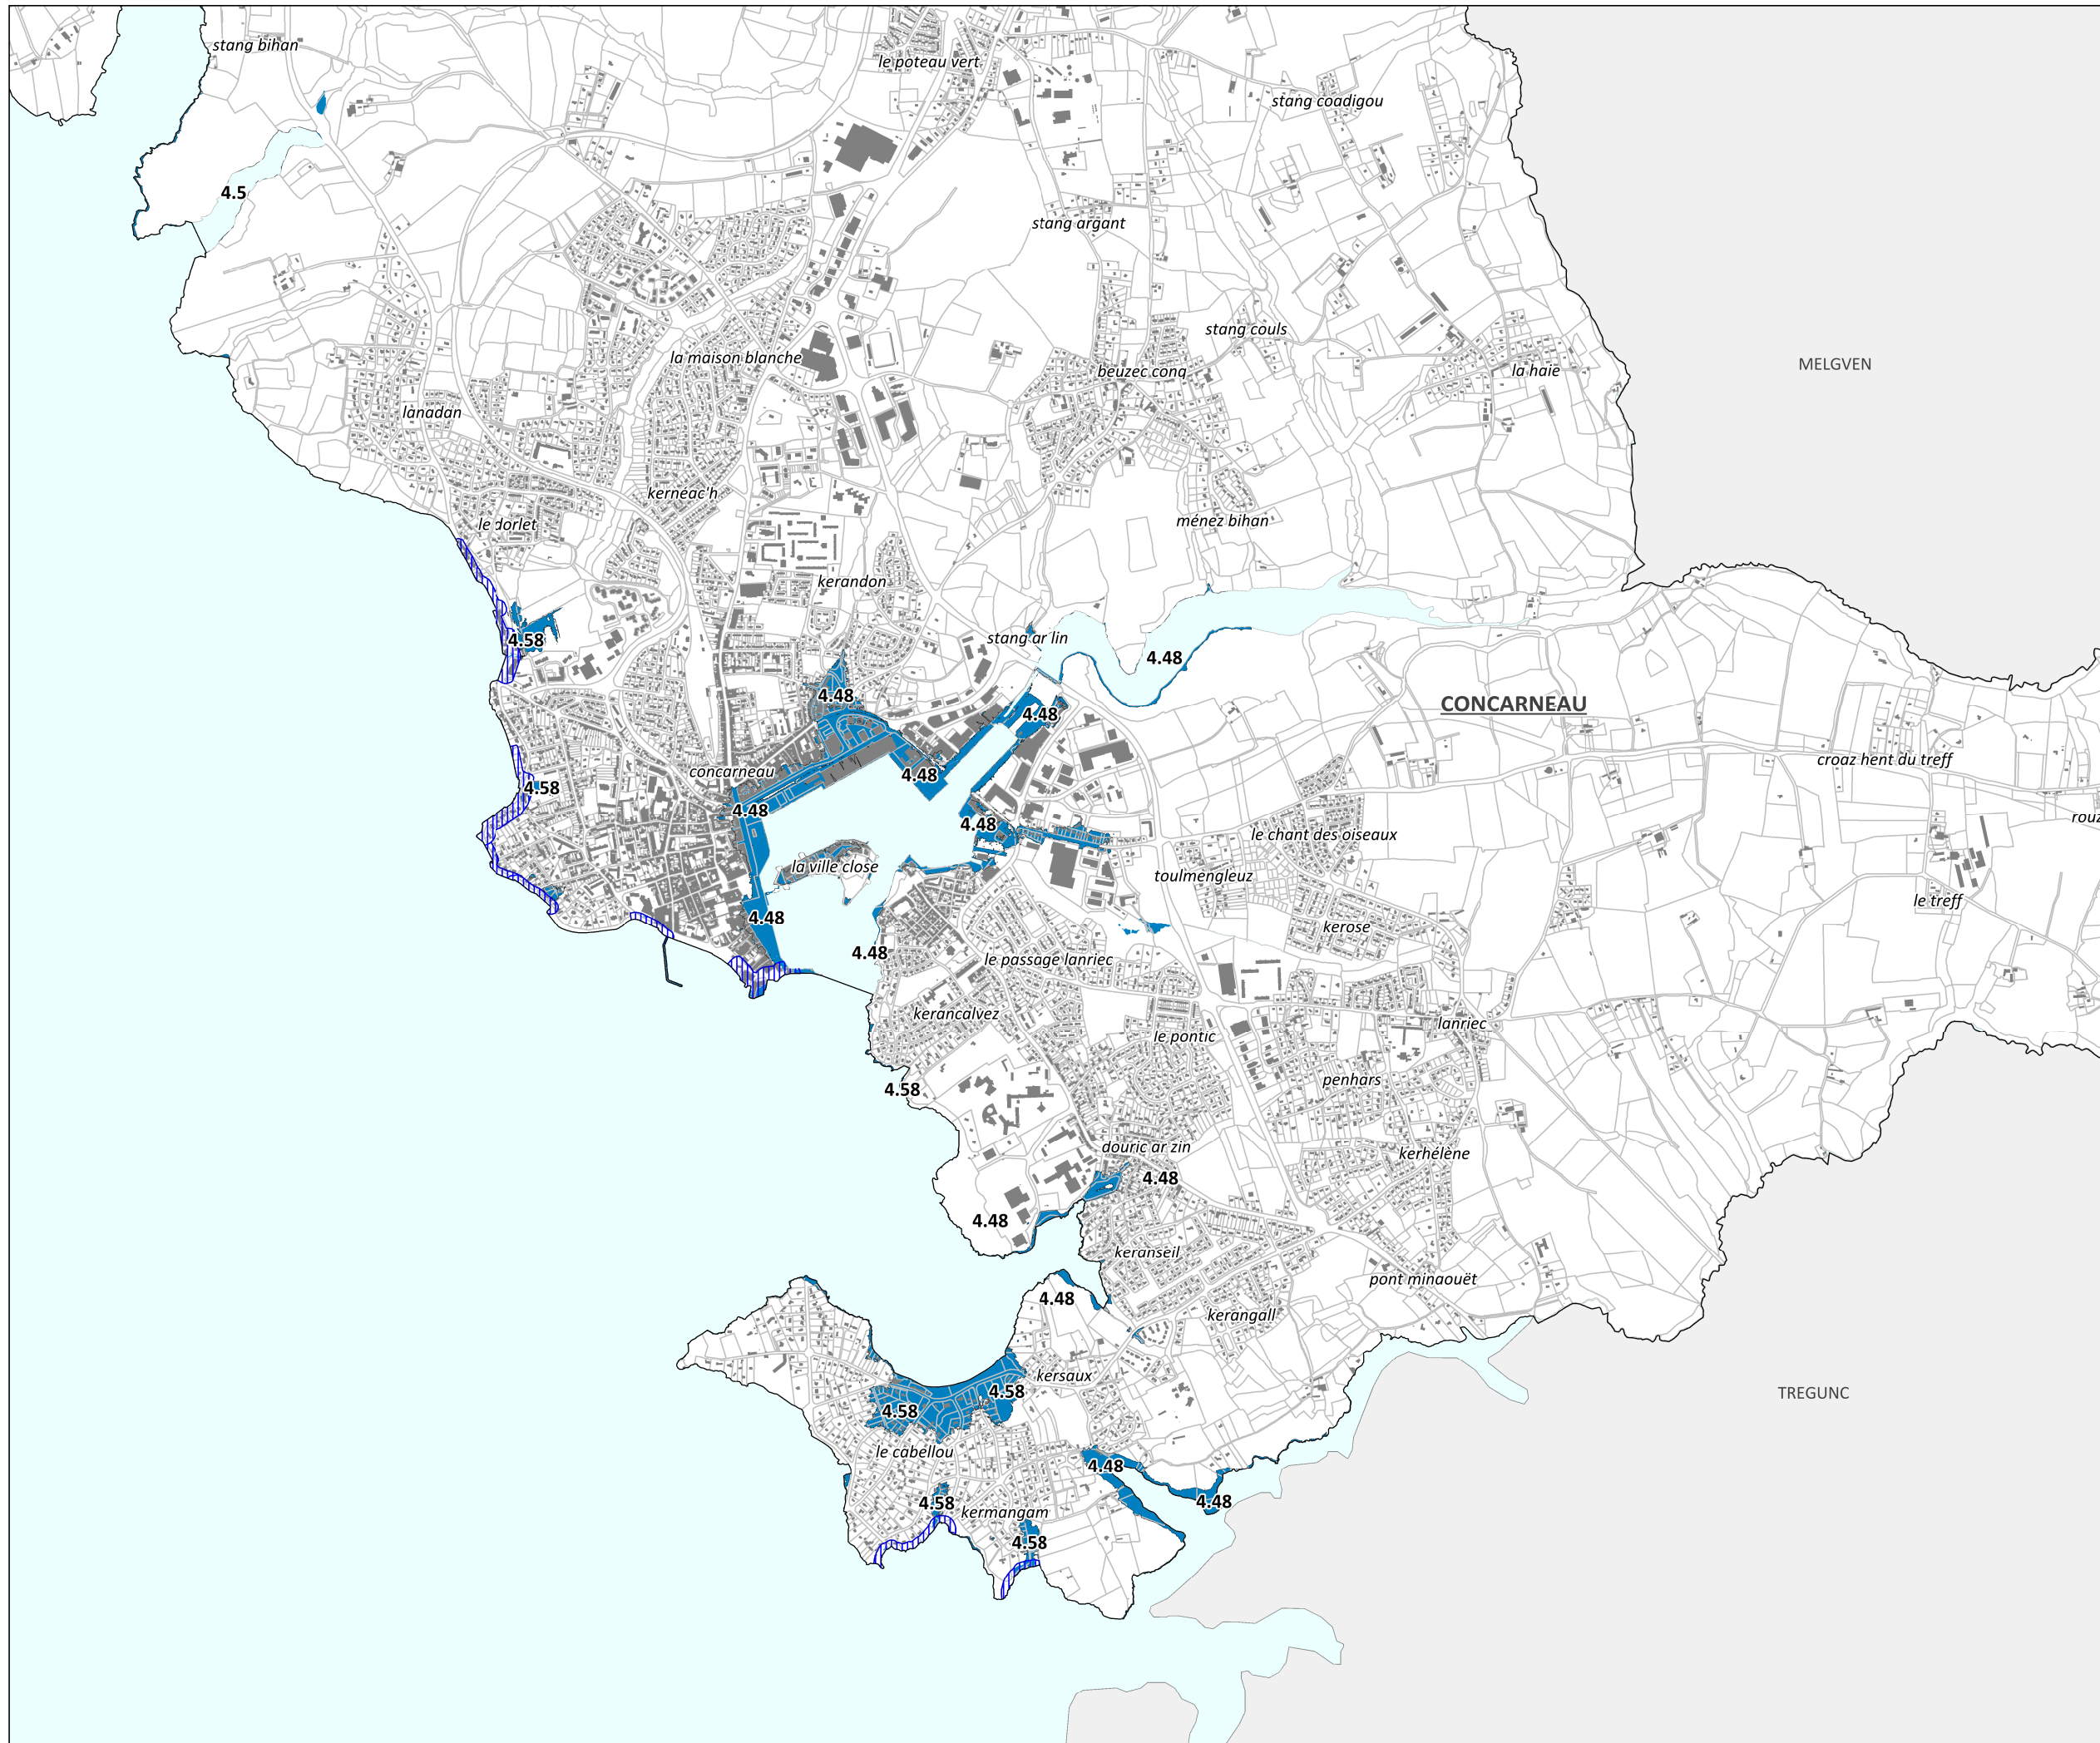 stang bihan
le poteau vert
stang coadigou
4.5
stang argant
stang couls
la maison blanche
MELGVEN
beuzec conq
la haie
lanadan
kerneac'h
ménez bihan
le dorlet
kerandon
stang ar lin
4.58
4.48
4.48
CONCARNEAU
4.48
croaz hent du treff
concarneau
4.48
4.58
4.48
rouz
4.48
le chant des oiseaux
la ville close
toulmengleuz
le treff
4.48
kerose
4.48
le passage lanriec
kerancalvez
lanriec
le pontic
penhars
4.58
douric ar zin
kerhélène
4.48
4.48
keranseil
pont minaouët
4.48
kerangall
kersaux
4.58
TREGUNC
4.58
le cabellou
4.48
4.48
4.58
kermangam
4.58